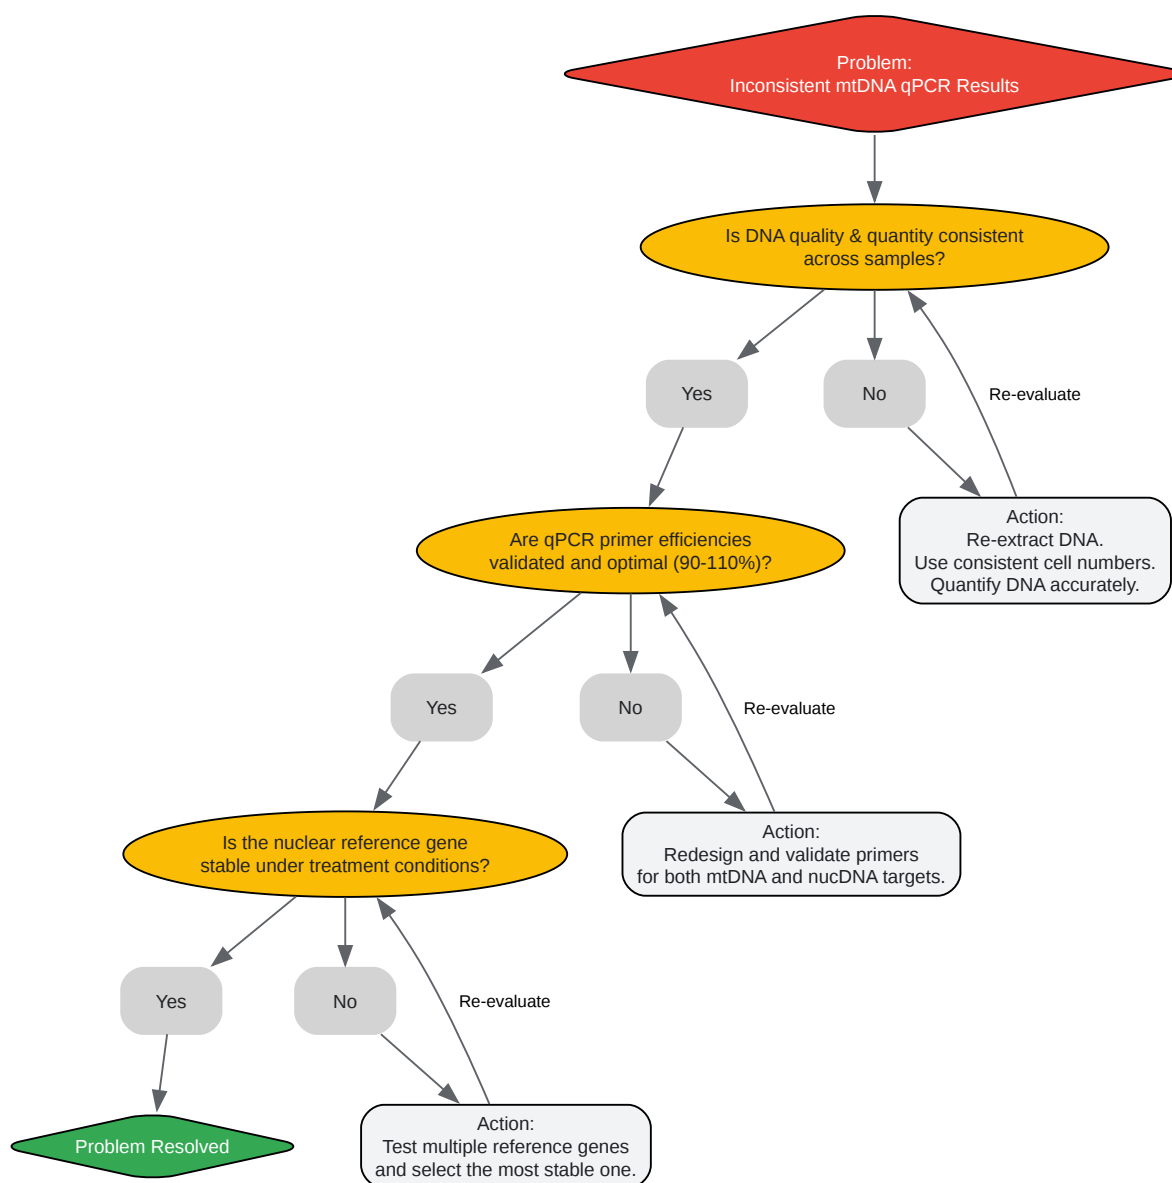 Problem:
Inconsistent mtDNA qPCR Results
Is DNA quality & quantity consistent
across samples?
Yes
No
Re-evaluate
Action:
Re-extract DNA.
Use consistent cell numbers.
Quantify DNA accurately.
Are qPCR primer efficiencies
validated and optimal (90-110%)?
Yes
No
Re-evaluate
Action:
Redesign and validate primers
for both mtDNA and nucDNA targets.
Is the nuclear reference gene
stable under treatment conditions?
Yes
No
Re-evaluate
Problem Resolved
Action:
Test multiple reference genes
and select the most stable one.